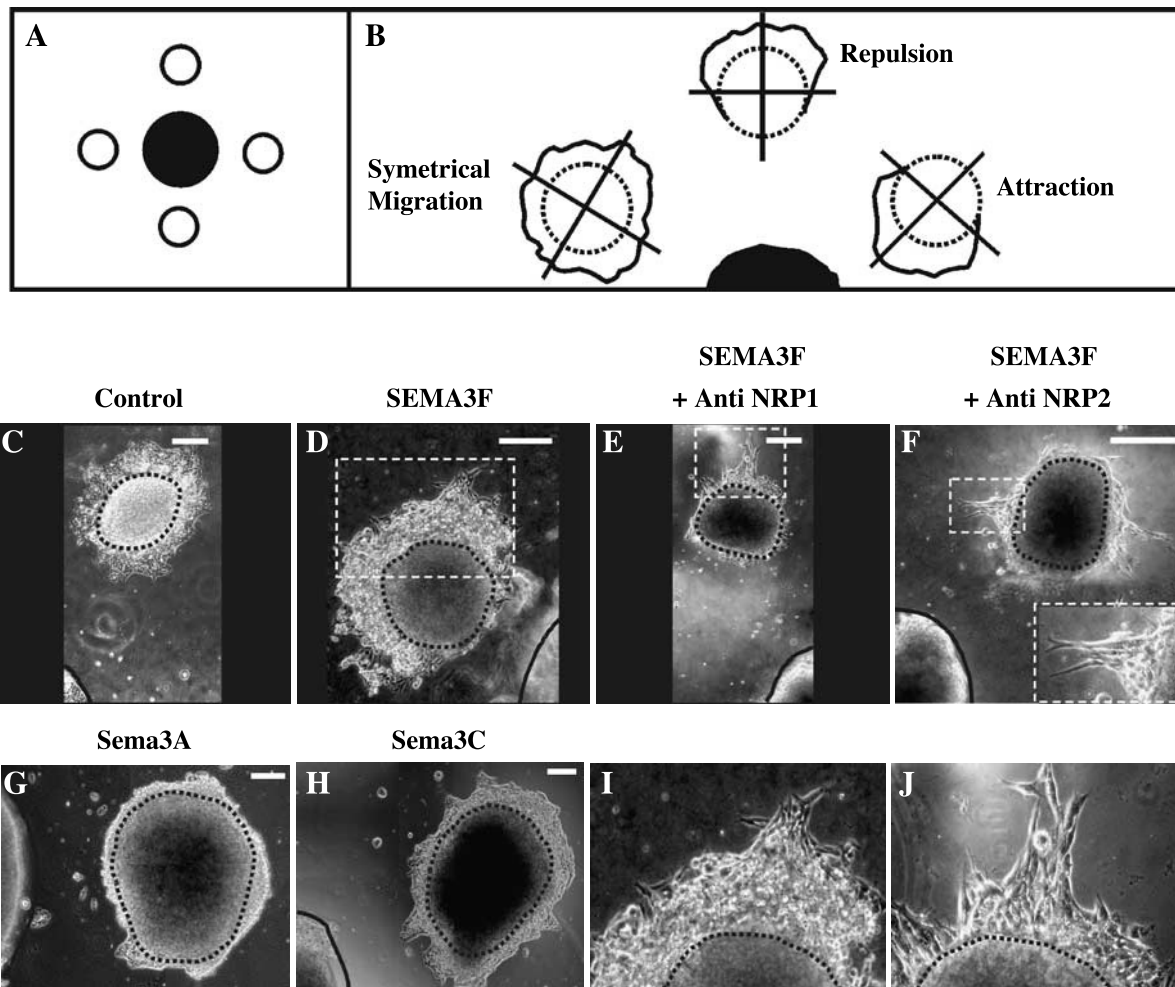 A
B
Repulsion
Symetrical
Migration
Attraction
Control
SEMA3F
SEMA3F
+ Anti NRP1
SEMA3F
+ Anti NRP2
C
D
E
F
Sema3A
Sema3C
G
H
I
J